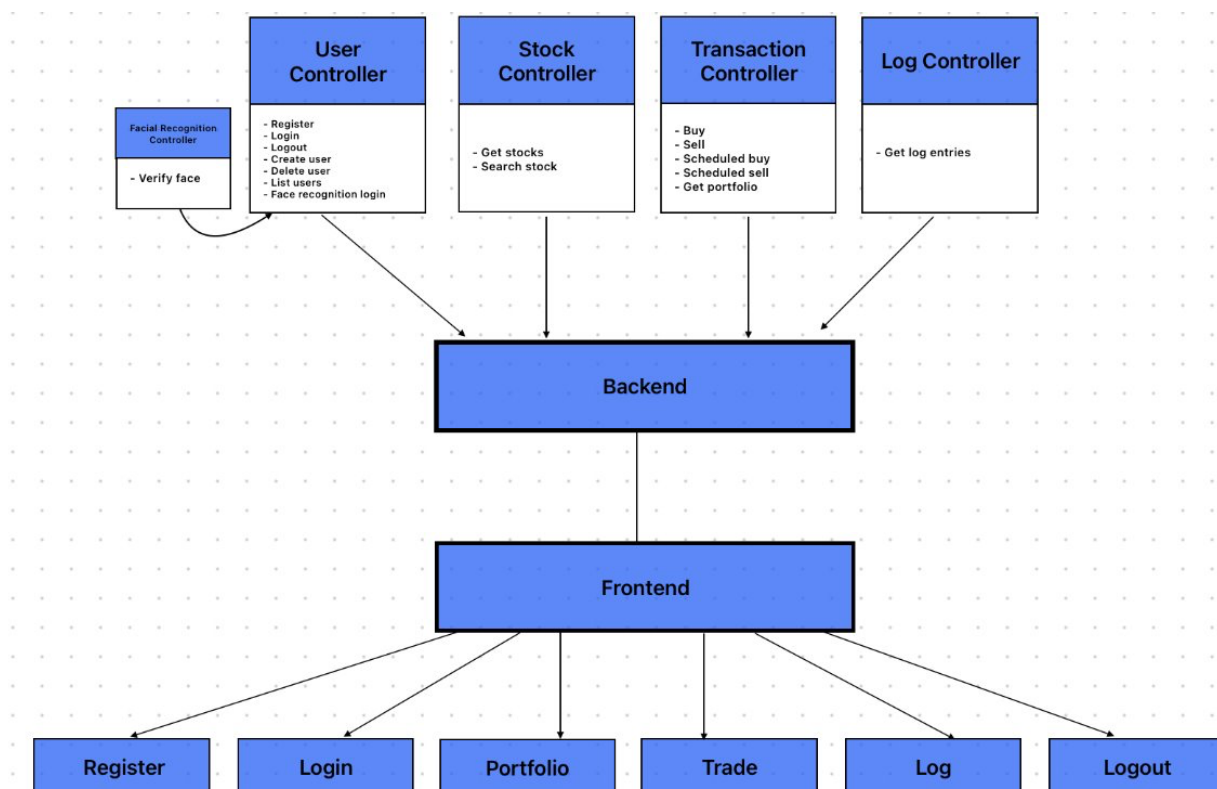 User
Controller
Stock
Controller
Transaction
Controller
Log Controller
Facial Recognition
Controller
- Verify face
- Register
- Login
- Logout
- Create user
- Delete user
- List users
- Face recognition login
- Get stocks
- Search stock
- Buy
- Sell
- Scheduled buy
- Scheduled sell
- Get portfolio
- Get log entries
Backend
Frontend
Register
Login
Portfolio
Trade
Log
Logout